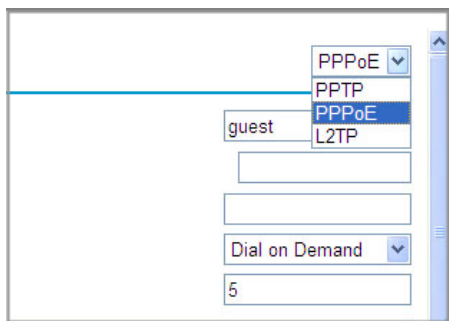 PPPoE
PPTP
PPPoE
guest
L2TP
Dial on Demand
5